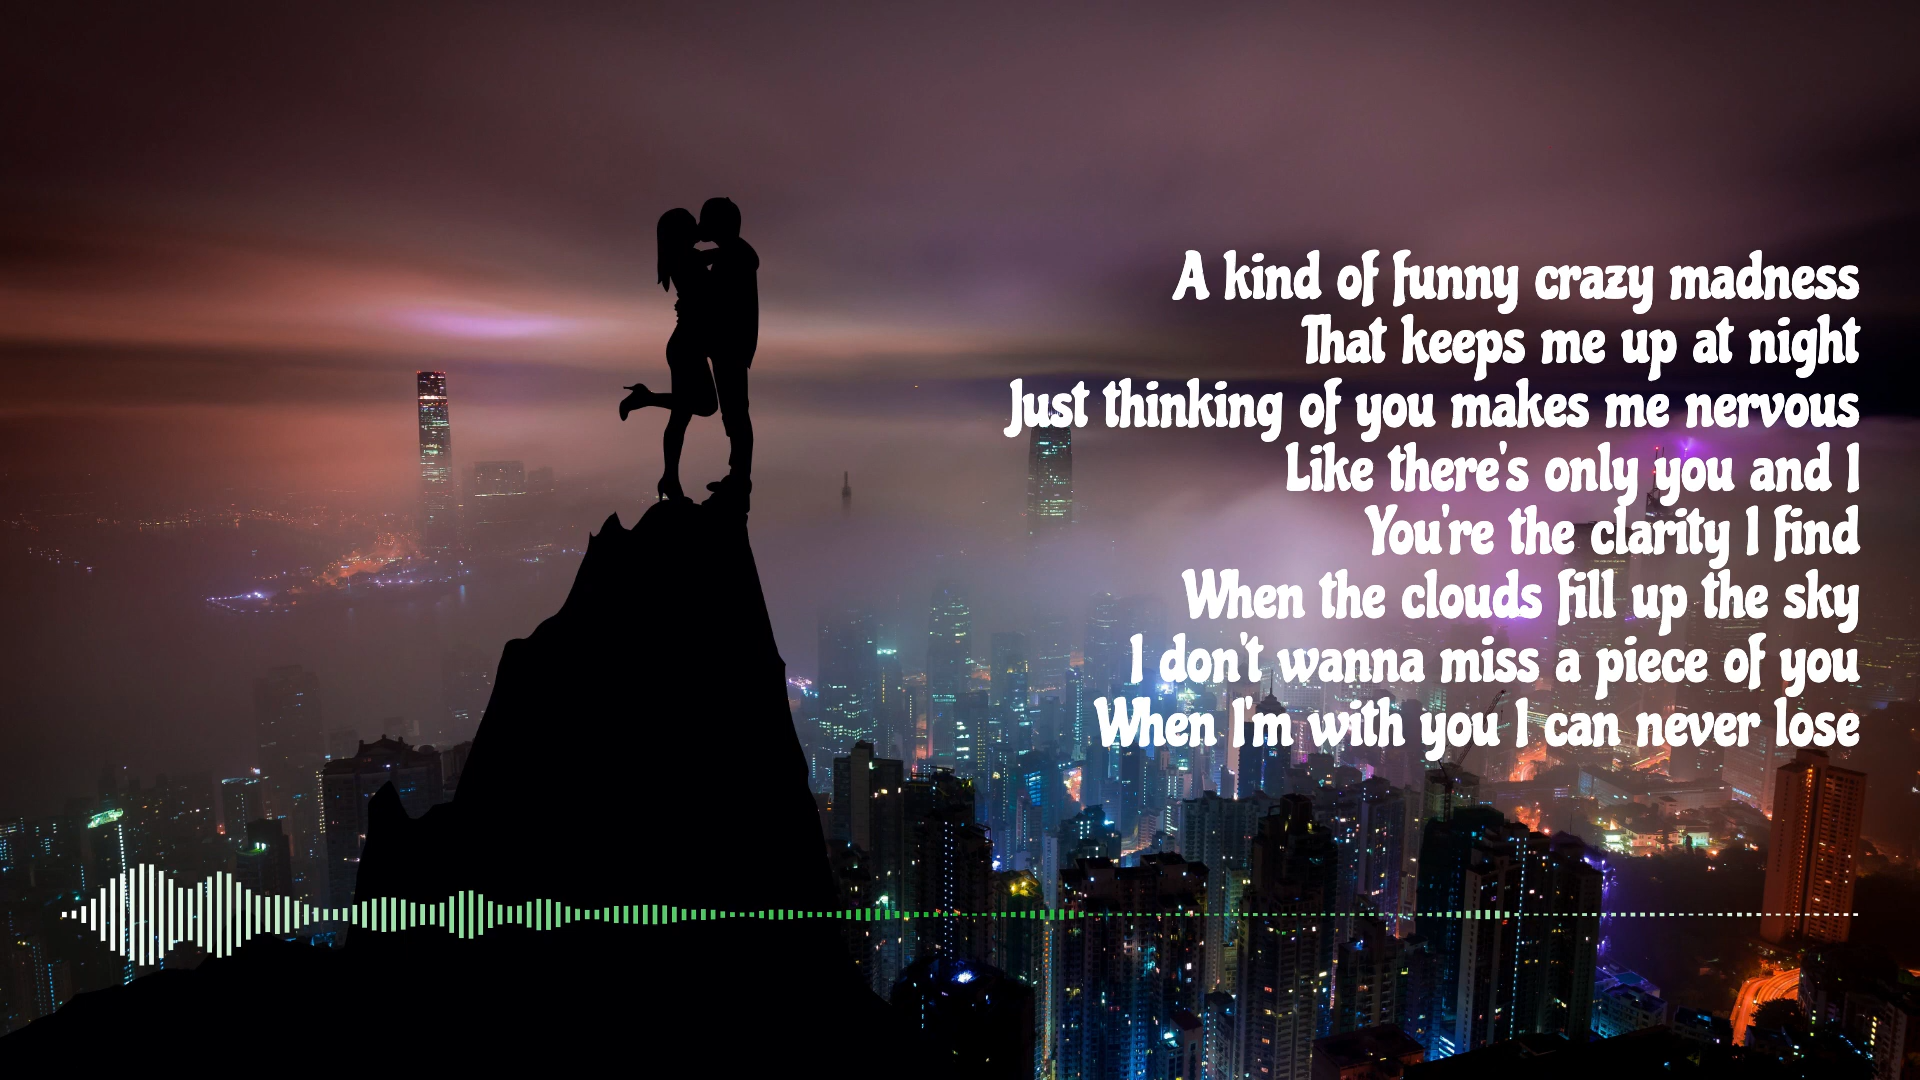 A kind of funny crazy madness
That keeps me up at night
Just thinking of you makes me nervous
Like there's only you and I
You're the clarity I find
When the clouds fill up the sky
I don't wanna miss a piece of you
When I'm with you I can never lose